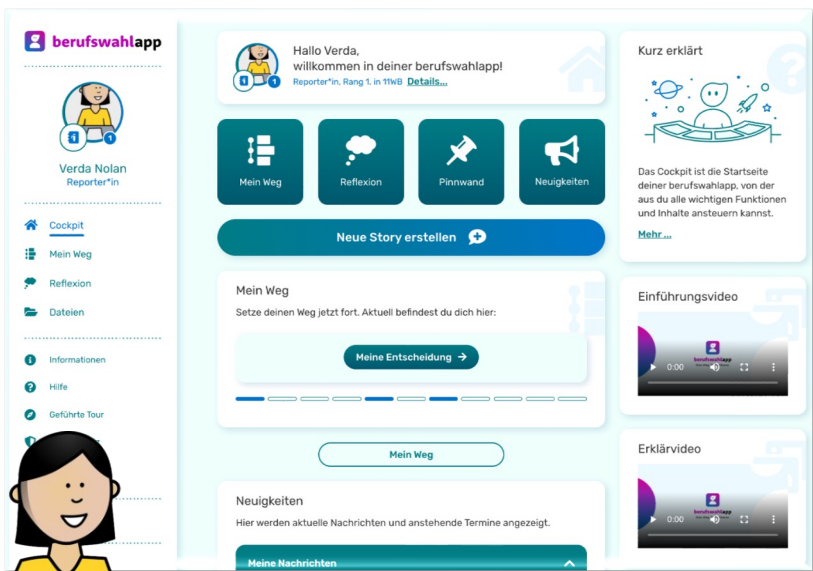 berufswahlapp
Verda Nolan
Reporter*in
Cockpit
Mein Weg
Reflexion
Dateien
Informationen
Hilfe
Geführte Tour
Hallo Verda,
willkommen in deiner berufswahlapp!
Reporter*in, Rang 1. in 11WB Details...
Mein Weg
Reflexion
Pinnwand
Neuigkeiten
Neue Story erstellen
Mein Weg
Setze deinen Weg jetzt fort. Aktuell befindest du dich hier:
Meine Entscheidung →
Mein Weg
Neuigkeiten
Hier werden aktuelle Nachrichten und anstehende Termine angezeigt.
Meine Nachrichten
Kurz erklärt
Das Cockpit ist die Startseite
deiner berufswahlapp, von der
aus du alle wichtigen Funktionen
und Inhalte ansteuern kannst.
Mehr ...
Einführungsvideo
berufswahlapp
0:00
Erklärvideo
berufswahlapp
0:00